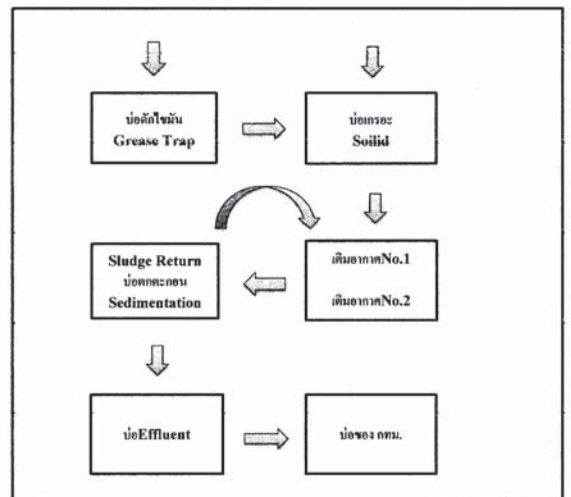 บ่อดักไขมัน
Grease Trap
บ่อเกรอะ
Soilid
Sludge Return
บ่อตกตะกอน
Sedimentation
เติมอากาศNo.1
เติมอากาศNo.2
บ่อEffluent
บ่อของ กทม.